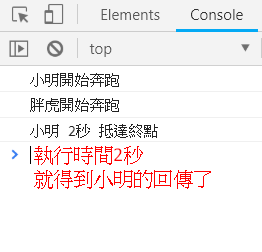 Elements Console
top
小明開始奔跑
胖虎開始奔跑
小明 2秒 抵達終點
執行時間2秒
就得到小明的回傳了